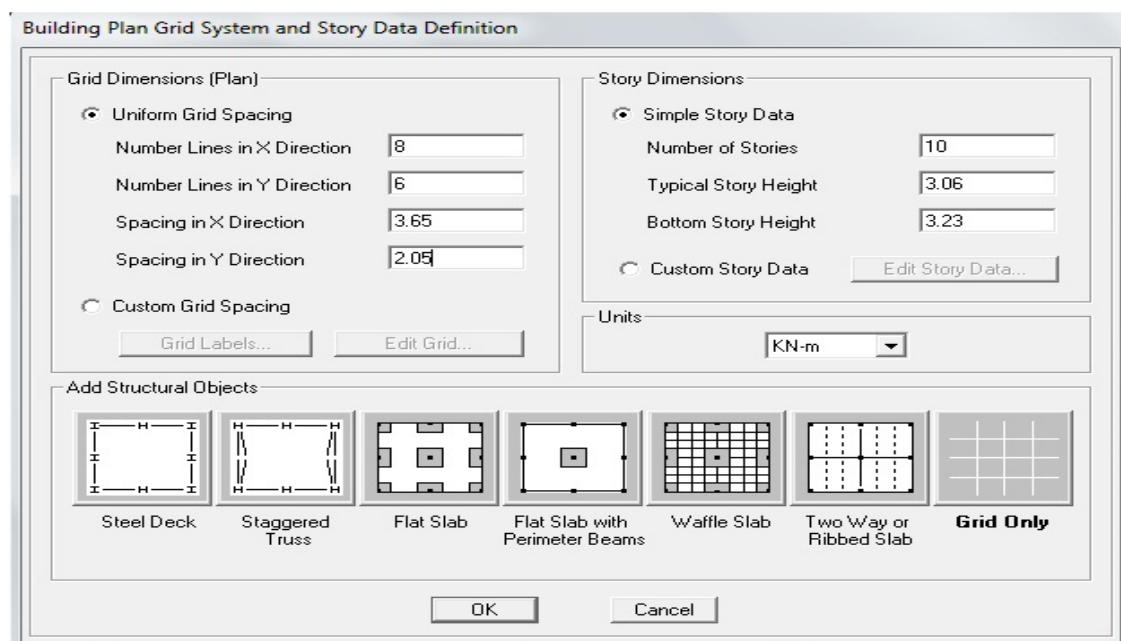 Building Plan Grid System and Story Data Definition
Grid Dimensions (Plan)
Uniform Grid Spacing
Number Lines in X Direction 8
Number Lines in Y Direction 6
Spacing in X Direction 3.65
Spacing in Y Direction 2.05
Custom Grid Spacing
Grid Labels... Edit Grid...
Story Dimensions
Simple Story Data
Number of Stories 10
Typical Story Height 3.06
Bottom Story Height 3.23
Custom Story Data Edit Story Data...
Units
KN-m
Add Structural Objects
Steel Deck
Staggered
Truss
Flat Slab
Flat Slab with
Perimeter Beams
Waffle Slab
Two Way or
Ribbed Slab
Grid Only
OK Cancel